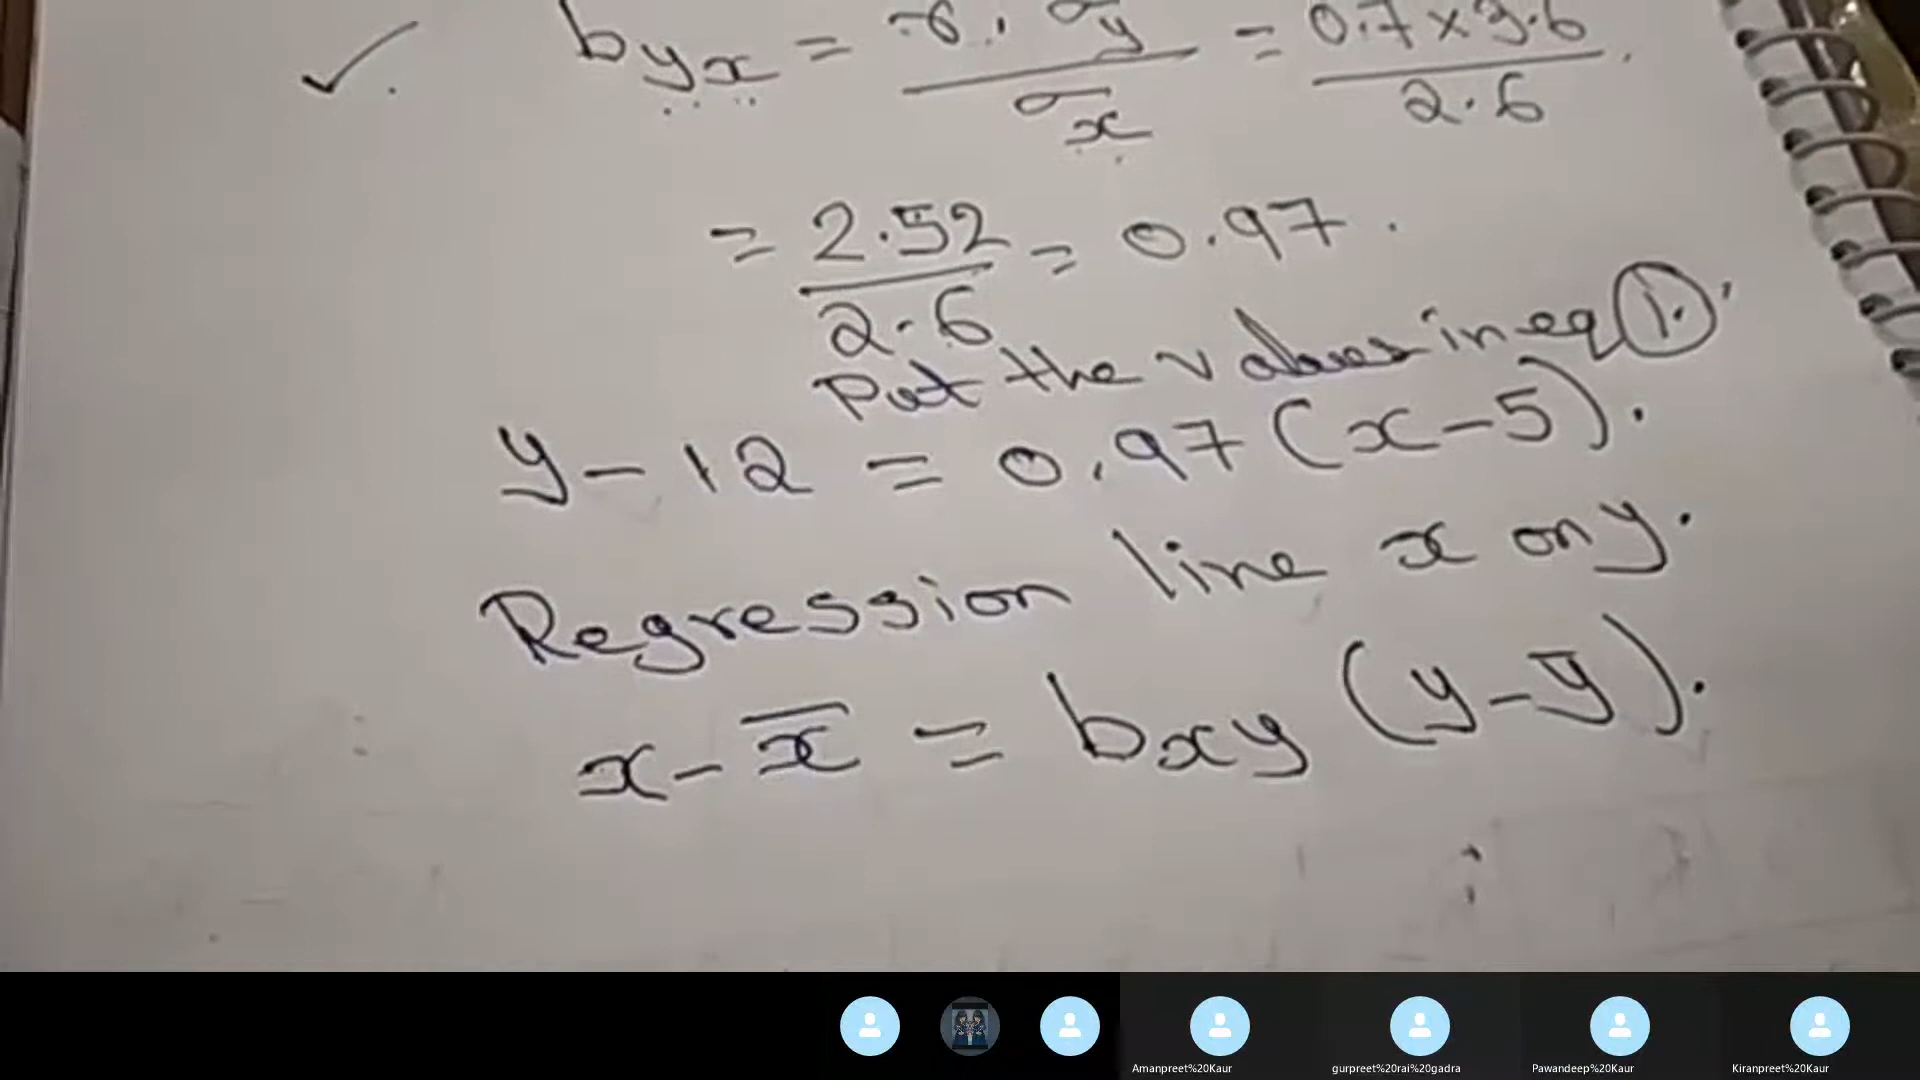 byx = r . σy / σx = 0.7 × 3.6 / 2.6 .
= 2.52 / 2.6 = 0.97 .
Put the values in eq (1).
y - 12 = 0.97 (x - 5).
Regression line x on y.
x - x̅ = bxy (y - y̅).
Amanpreet%20Kaur
gurpreet%20rai%20gadra
Pawandeep%20Kaur
Kiranpreet%20Kaur